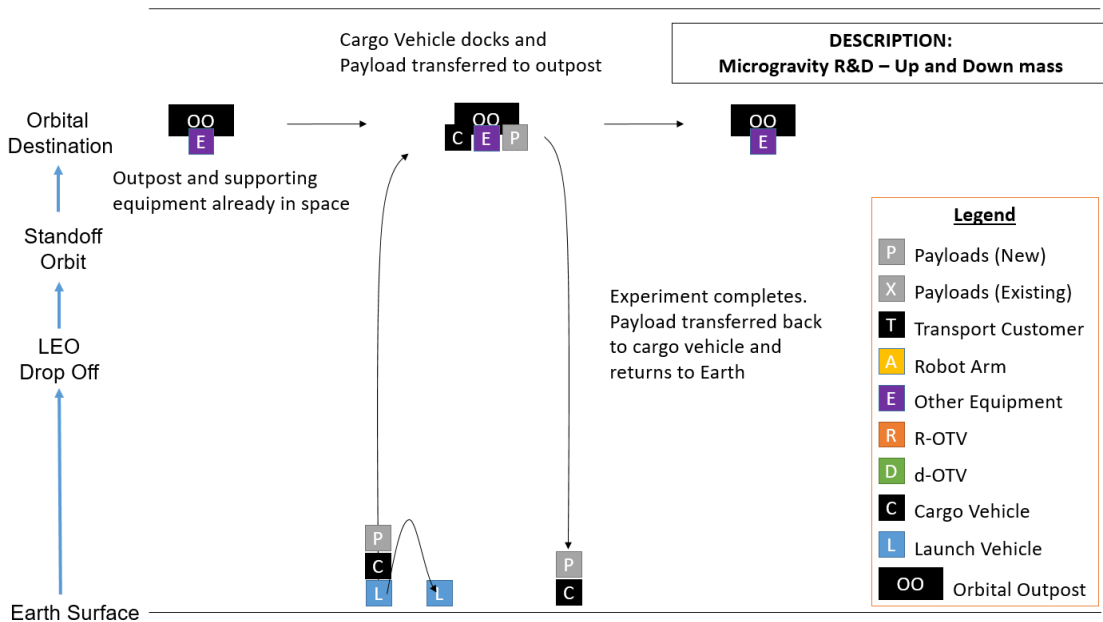 Cargo Vehicle docks and
Payload transferred to outpost
DESCRIPTION:
Microgravity R&D – Up and Down mass
Orbital
Destination
OO
E
OO
C E P
OO
E
Outpost and supporting
equipment already in space
Standoff
Orbit
LEO
Drop Off
Experiment completes.
Payload transferred back
to cargo vehicle and
returns to Earth
Legend
P Payloads (New)
X Payloads (Existing)
T Transport Customer
A Robot Arm
E Other Equipment
R R-OTV
D d-OTV
C Cargo Vehicle
L Launch Vehicle
OO Orbital Outpost
P
C
L
L
P
C
Earth Surface